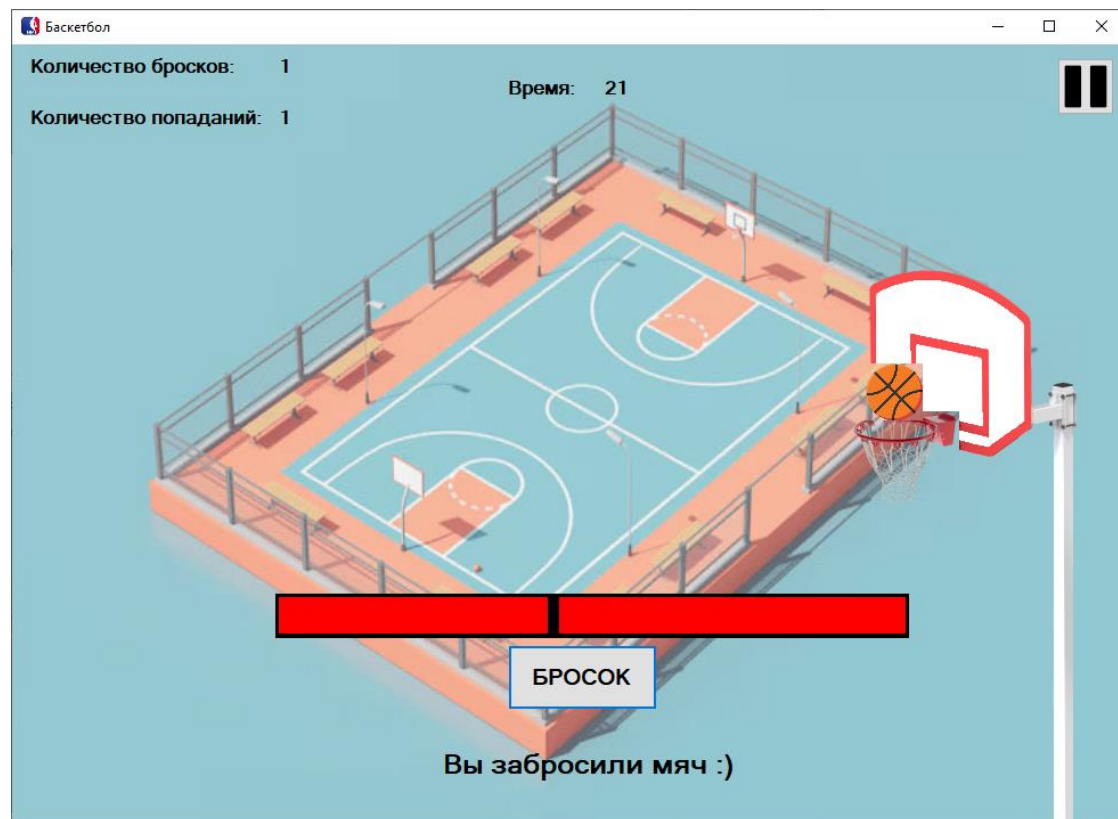 Баскетбол
Количество бросков: 1
Время: 21
Количество попаданий: 1
БРОСОК
Вы забросили мяч :)